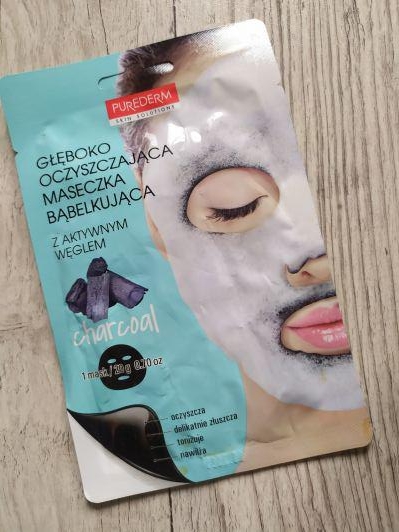 PUREDERM
SKIN SOLUTIONS
GŁĘBOKO
OCZYSZCZAJĄCA
MASECZKA
BĄBELKUJĄCA
Z AKTYWNYM
WĘGLEM
charcoal
1 mask / 20 g 0.70 oz
oczyszcza
delikatnie złuszcza
tonizuje
nawilża